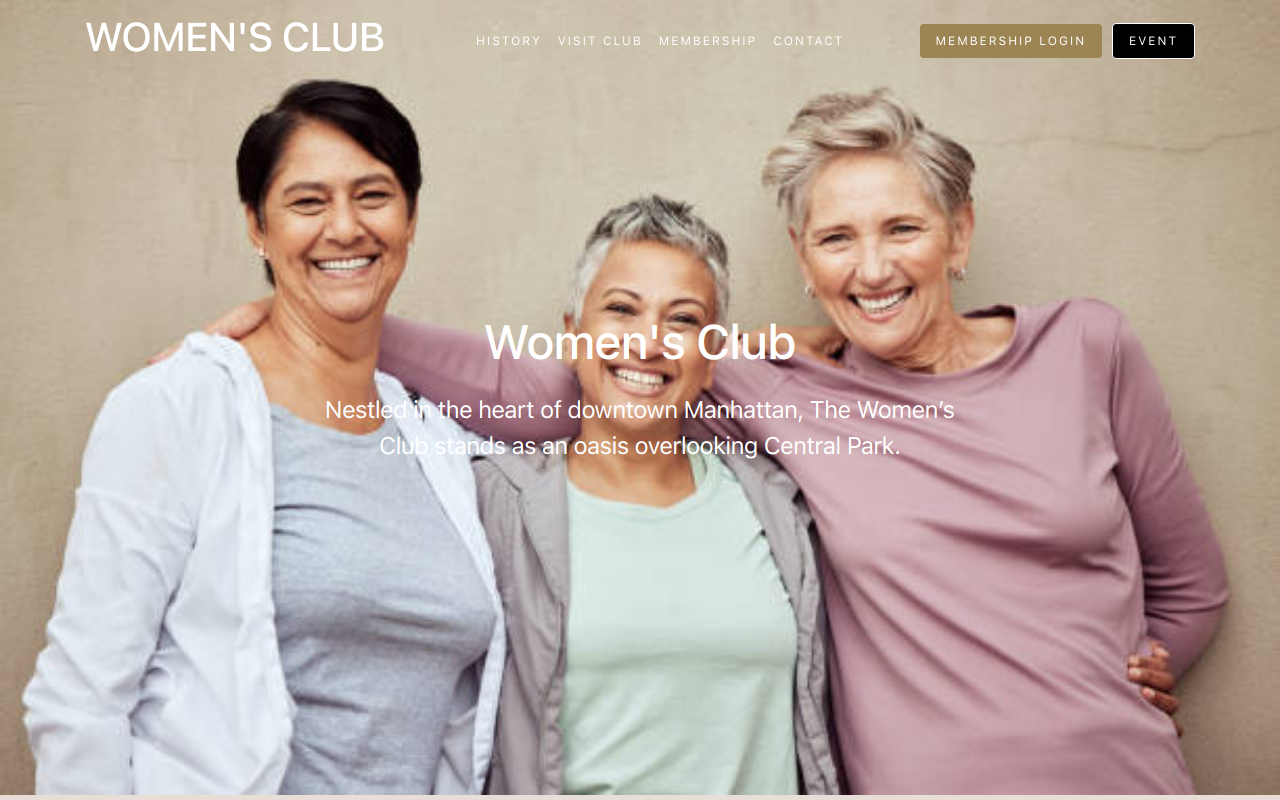 WOMEN'S CLUB
HISTORY VISIT CLUB MEMBERSHIP CONTACT
MEMBERSHIP LOGIN EVENT
Women's Club
Nestled in the heart of downtown Manhattan, The Women’s
Club stands as an oasis overlooking Central Park.